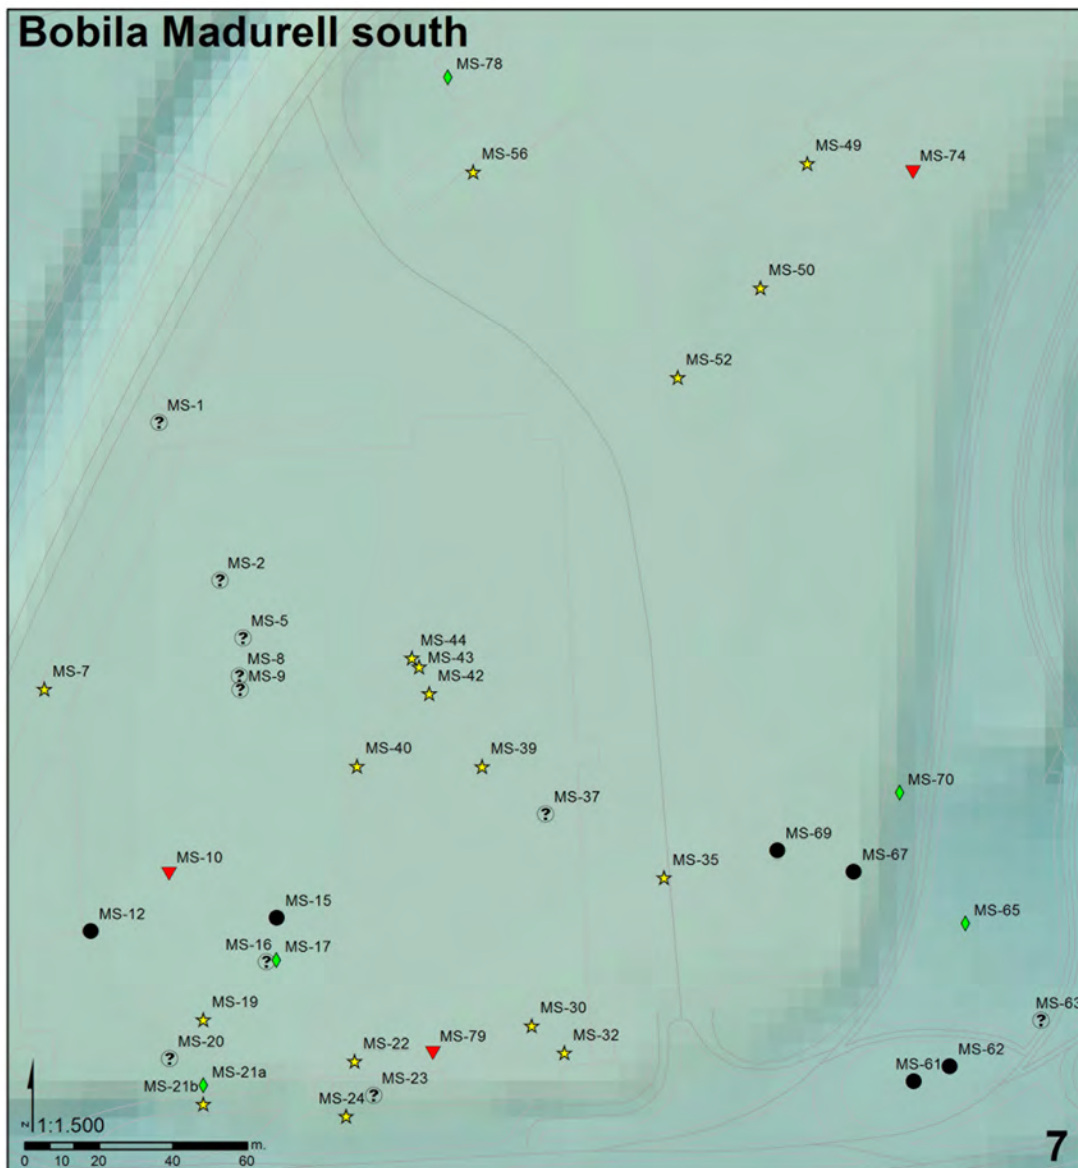 Bobila Madurell south
MS-78
MS-56
MS-49
MS-74
MS-50
MS-52
MS-1
?
MS-2
?
MS-5
?
MS-44
MS-8
MS-43
?
MS-7
MS-9
MS-42
?
MS-40
MS-39
MS-70
MS-37
?
MS-69
MS-10
MS-35
MS-67
MS-12
MS-15
MS-65
MS-16
MS-17
?
MS-19
MS-30
MS-63
?
MS-20
MS-22
MS-79
MS-32
?
MS-62
MS-21a
MS-23
MS-61
MS-21b
?
MS-24
N
1:1.500
m.
0 10 20 40 60
7